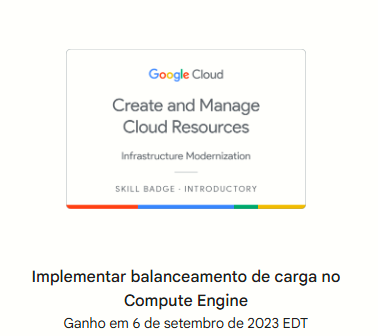 Google Cloud
Create and Manage
Cloud Resources
Infrastructure Modernization
SKILL BADGE · INTRODUCTORY
Implementar balanceamento de carga no
Compute Engine
Ganho em 6 de setembro de 2023 EDT